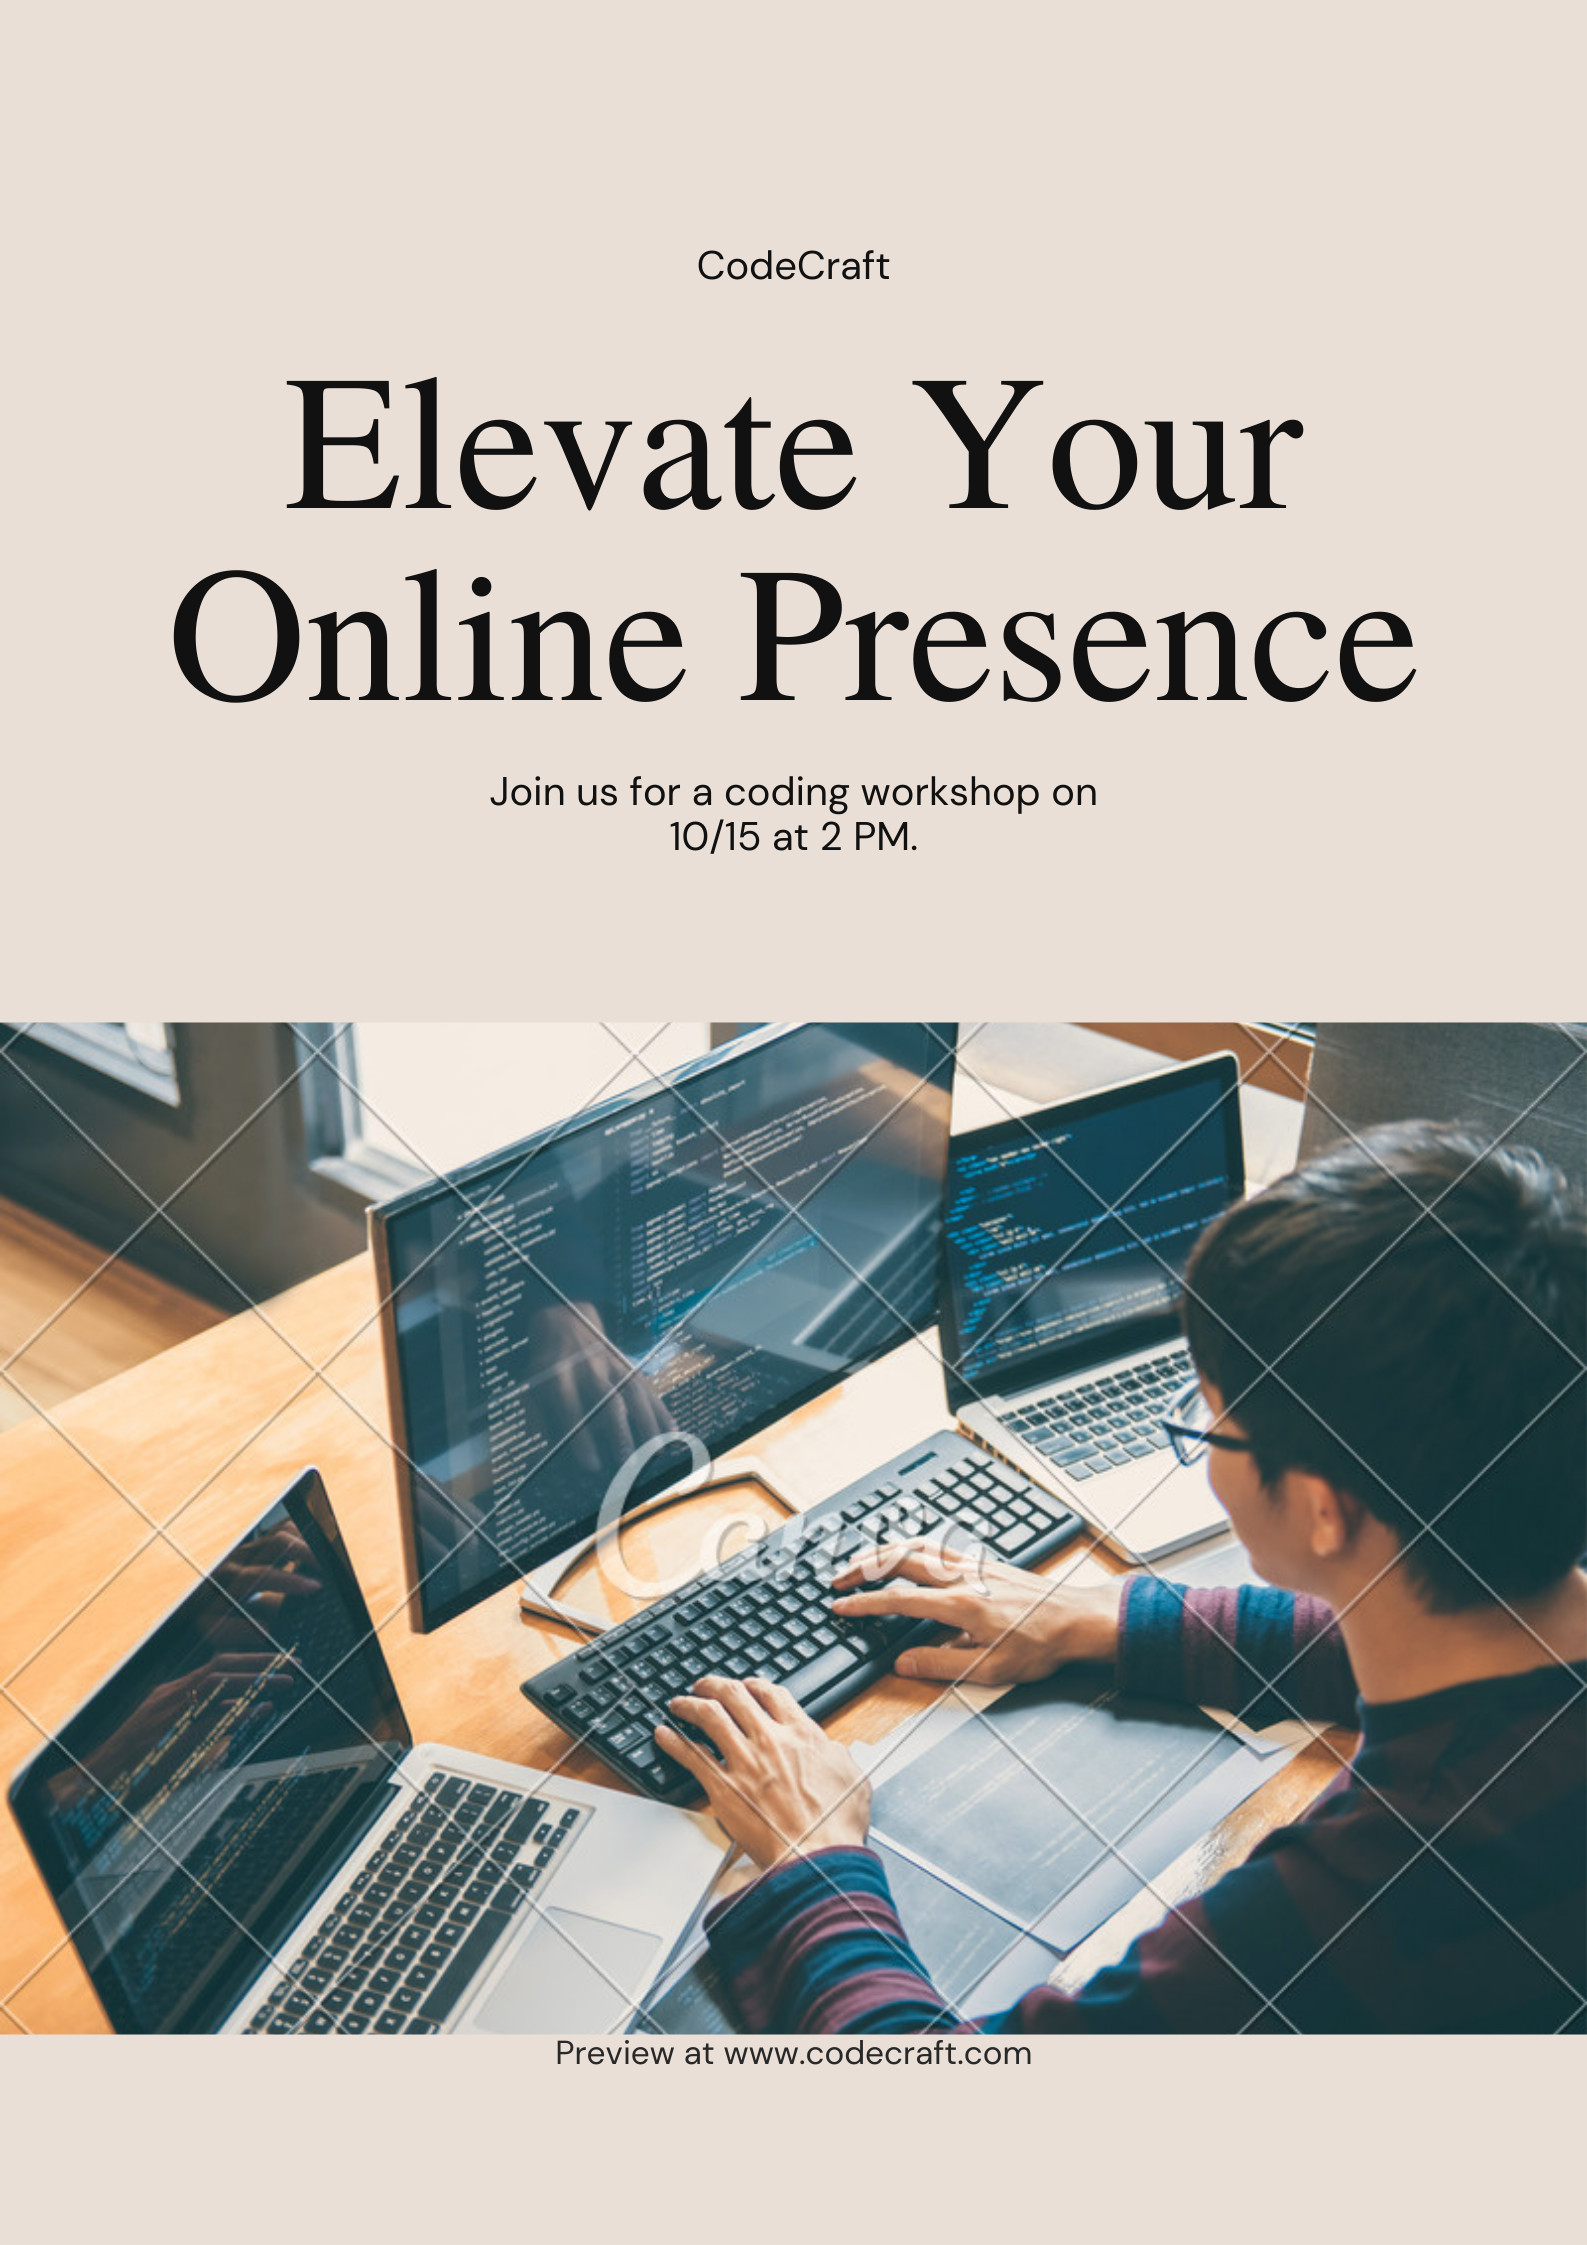 CodeCraft
Elevate Your
Online Presence
Join us for a coding workshop on
10/15 at 2 PM.
Canva
Preview at www.codecraft.com